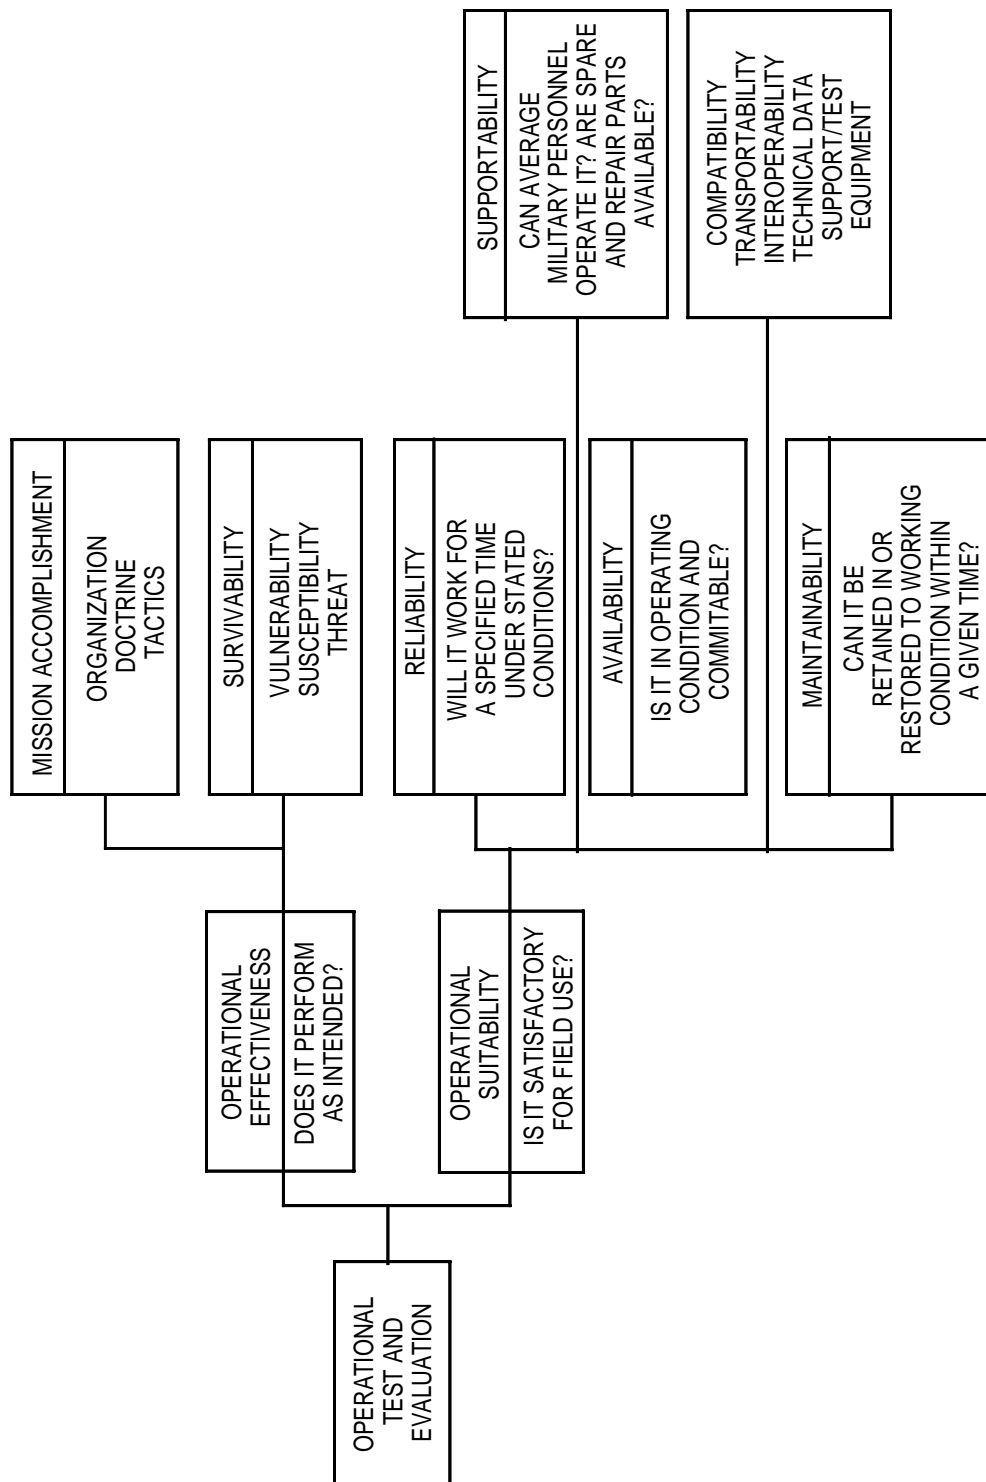 OPERATIONAL
TEST AND
EVALUATION
OPERATIONAL
EFFECTIVENESS
DOES IT PERFORM
AS INTENDED?
OPERATIONAL
SUITABILITY
IS IT SATISFACTORY
FOR FIELD USE?
MISSION ACCOMPLISHMENT
ORGANIZATION
DOCTRINE
TACTICS
SURVIVABILITY
VULNERABILITY
SUSCEPTIBILITY
THREAT
RELIABILITY
WILL IT WORK FOR
A SPECIFIED TIME
UNDER STATED
CONDITIONS?
AVAILABILITY
IS IT IN OPERATING
CONDITION AND
COMMITABLE?
MAINTAINABILITY
CAN IT BE
RETAINED IN OR
RESTORED TO WORKING
CONDITION WITHIN
A GIVEN TIME?
SUPPORTABILITY
CAN AVERAGE
MILITARY PERSONNEL
OPERATE IT? ARE SPARE
AND REPAIR PARTS
AVAILABLE?
COMPATIBILITY
TRANSPORTABILITY
INTEROPERABILITY
TECHNICAL DATA
SUPPORT/TEST
EQUIPMENT